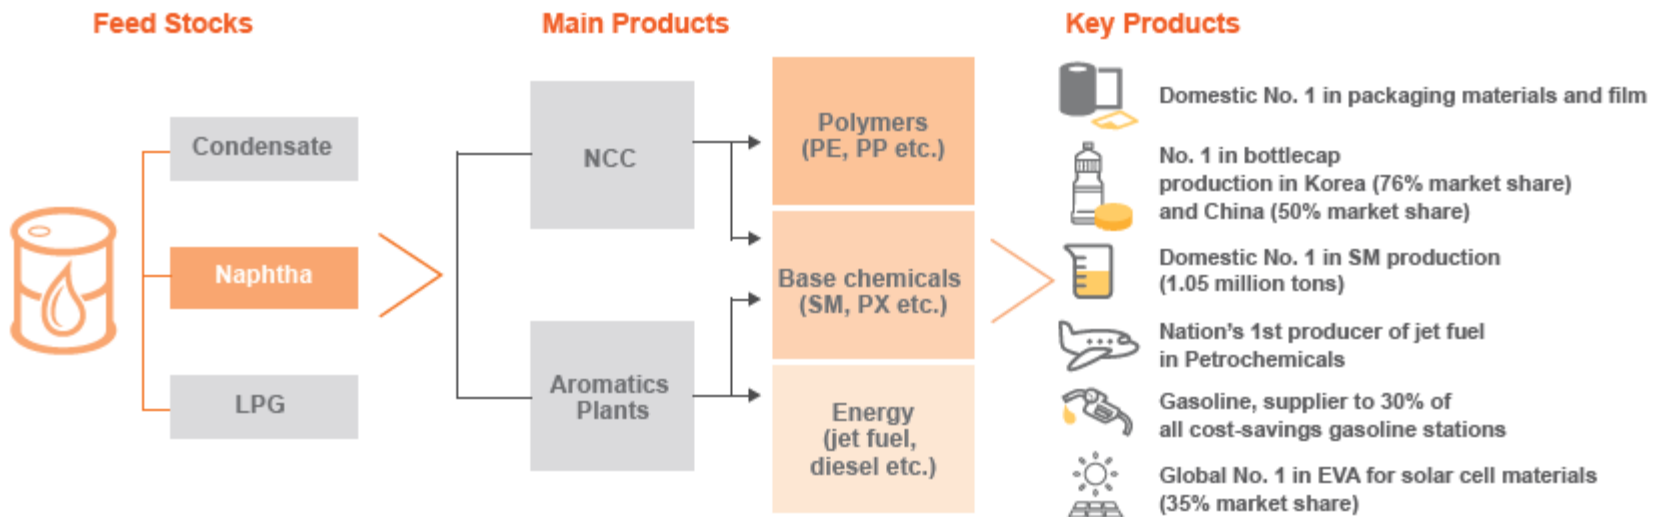 Feed Stocks
Condensate
Naphtha
LPG
Main Products
NCC
Aromatics
Plants
Polymers
(PE, PP etc.)
Base chemicals
(SM, PX etc.)
Energy
(jet fuel,
diesel etc.)
Key Products
Domestic No. 1 in packaging materials and film
No. 1 in bottlecap
production in Korea (76% market share)
and China (50% market share)
Domestic No. 1 in SM production
(1.05 million tons)
Nation's 1st producer of jet fuel
in Petrochemicals
Gasoline, supplier to 30% of
all cost-savings gasoline stations
Global No. 1 in EVA for solar cell materials
(35% market share)